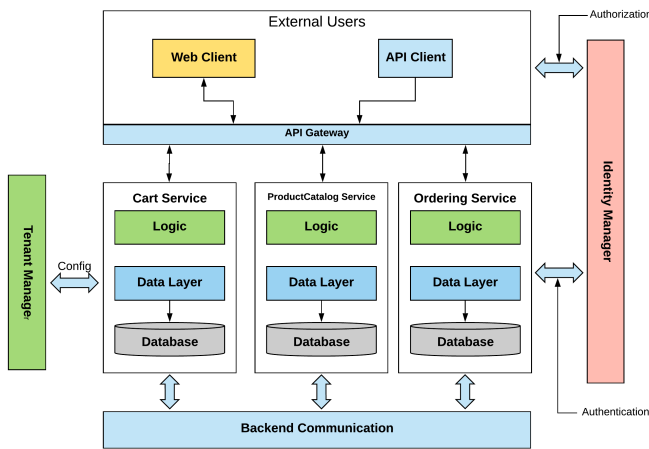 External Users
Authorization
Web Client
API Client
API Gateway
Cart Service
ProductCatalog Service
Ordering Service
Logic
Logic
Logic
Tenant Manager
Config
Identity Manager
Data Layer
Data Layer
Data Layer
Database
Database
Database
Authentication
Backend Communication